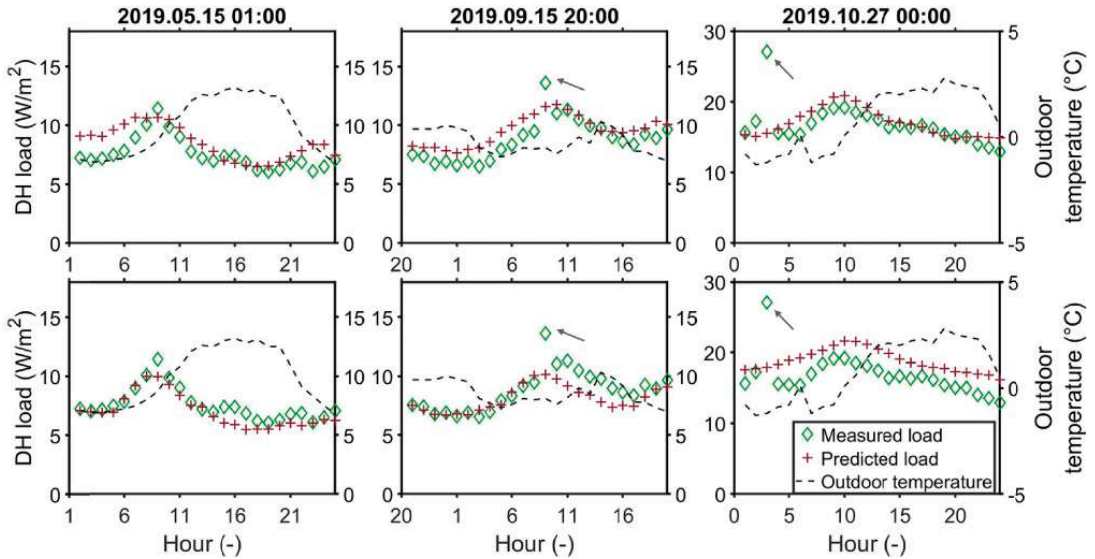 2019.05.15 01:00
2019.09.15 20:00
2019.10.27 00:00
DH load (W/m²)
15
10
5
0
15
10
5
0
15
10
5
0
15
10
5
0
30
20
10
0
5
0
-5
Outdoor
temperature (°C)
1 6 11 16 21
20 1 6 11 16
0 5 10 15 20
DH load (W/m²)
15
10
5
0
15
10
5
0
15
10
5
0
15
10
5
0
30
20
10
0
5
0
-5
Outdoor
temperature (°C)
Measured load
Predicted load
Outdoor temperature
1 6 11 16 21
20 1 6 11 16
0 5 10 15 20
Hour (-)
Hour (-)
Hour (-)